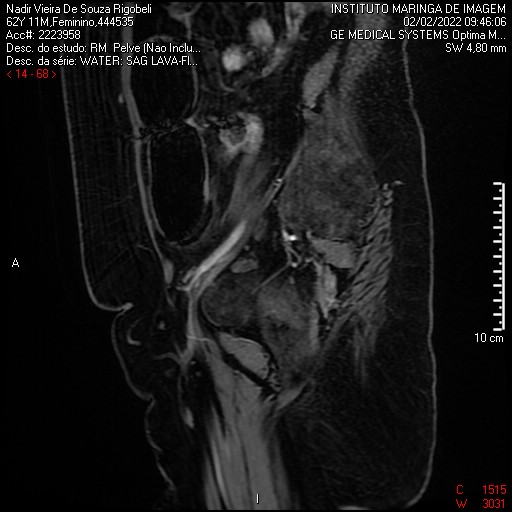 Nadir Vieira De Souza Rigobeli
62Y 11M,Feminino,444535
Acc#: 2223958
Desc. do estudo: RM Pelve (Nao Inclu...
Desc. da série: WATER: SAG LAVA-Fl...
< 14 - 68 >
INSTITUTO MARINGA DE IMAGEM
02/02/2022 09:46:06
GE MEDICAL SYSTEMS Optima M...
SW 4,80 mm
A
10 cm
I
C 1515
W 3031